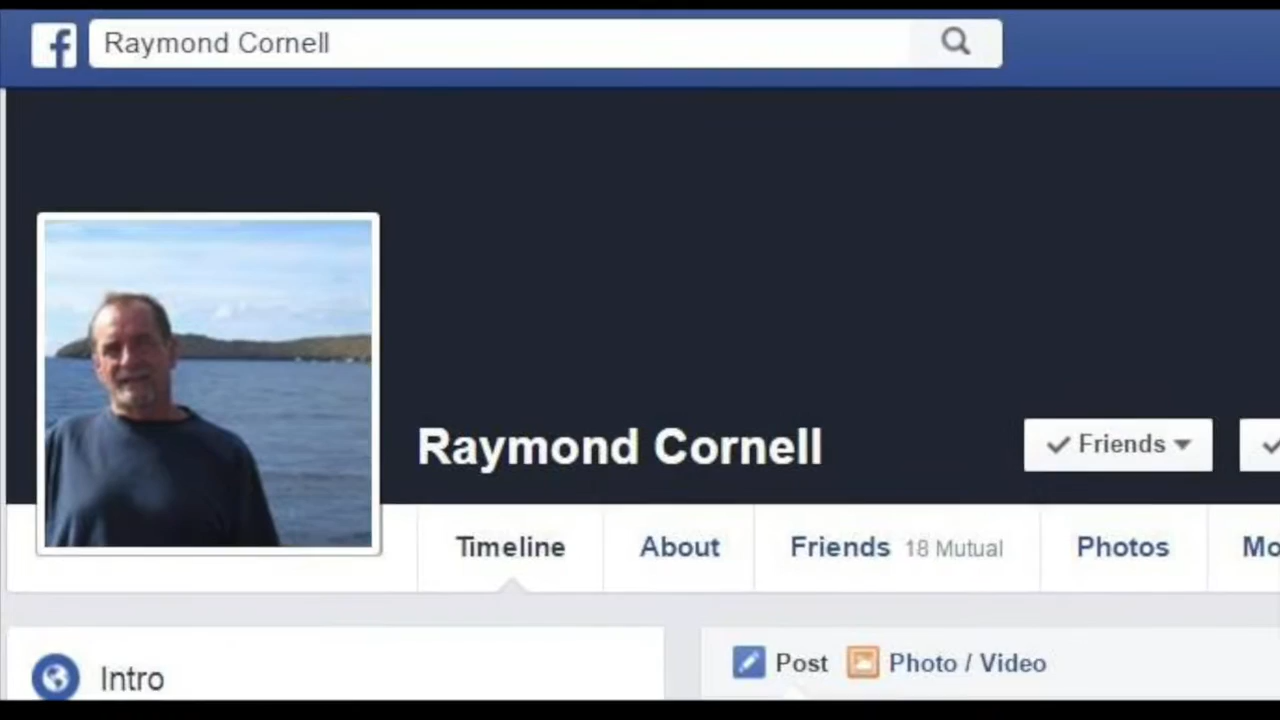 Raymond Cornell
Raymond Cornell
Friends
Timeline About Friends 18 Mutual Photos
Intro
Post Photo / Video